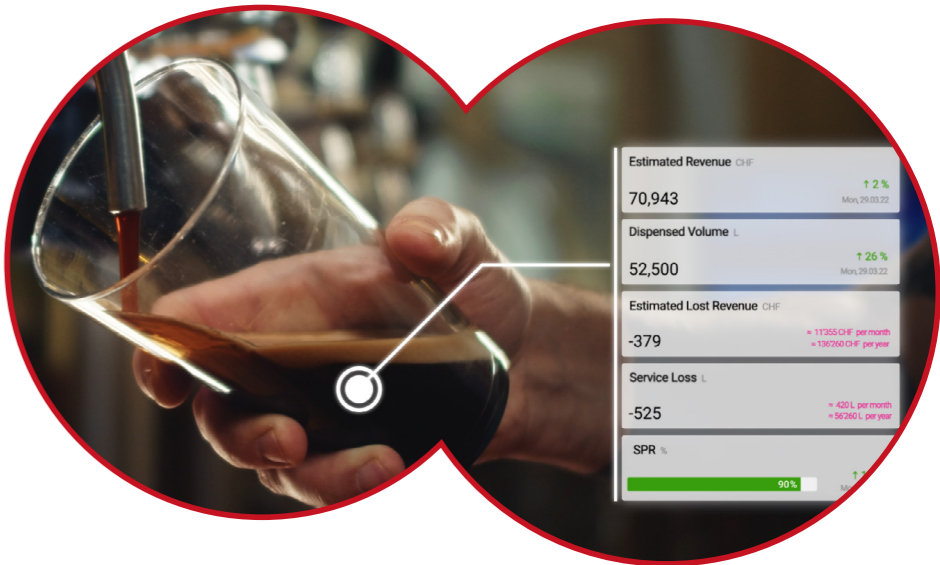 Estimated Revenue CHF
↑ 2 %
70,943
Mon, 29.03.22
Dispensed Volume L
↑ 26 %
52,500
Mon, 29.03.22
Estimated Lost Revenue CHF
≈ 11'355 CHF per month
-379
≈ 136'260 CHF per year
Service Loss L
≈ 420 L per month
-525
≈ 56'260 L per year
SPR %
90%